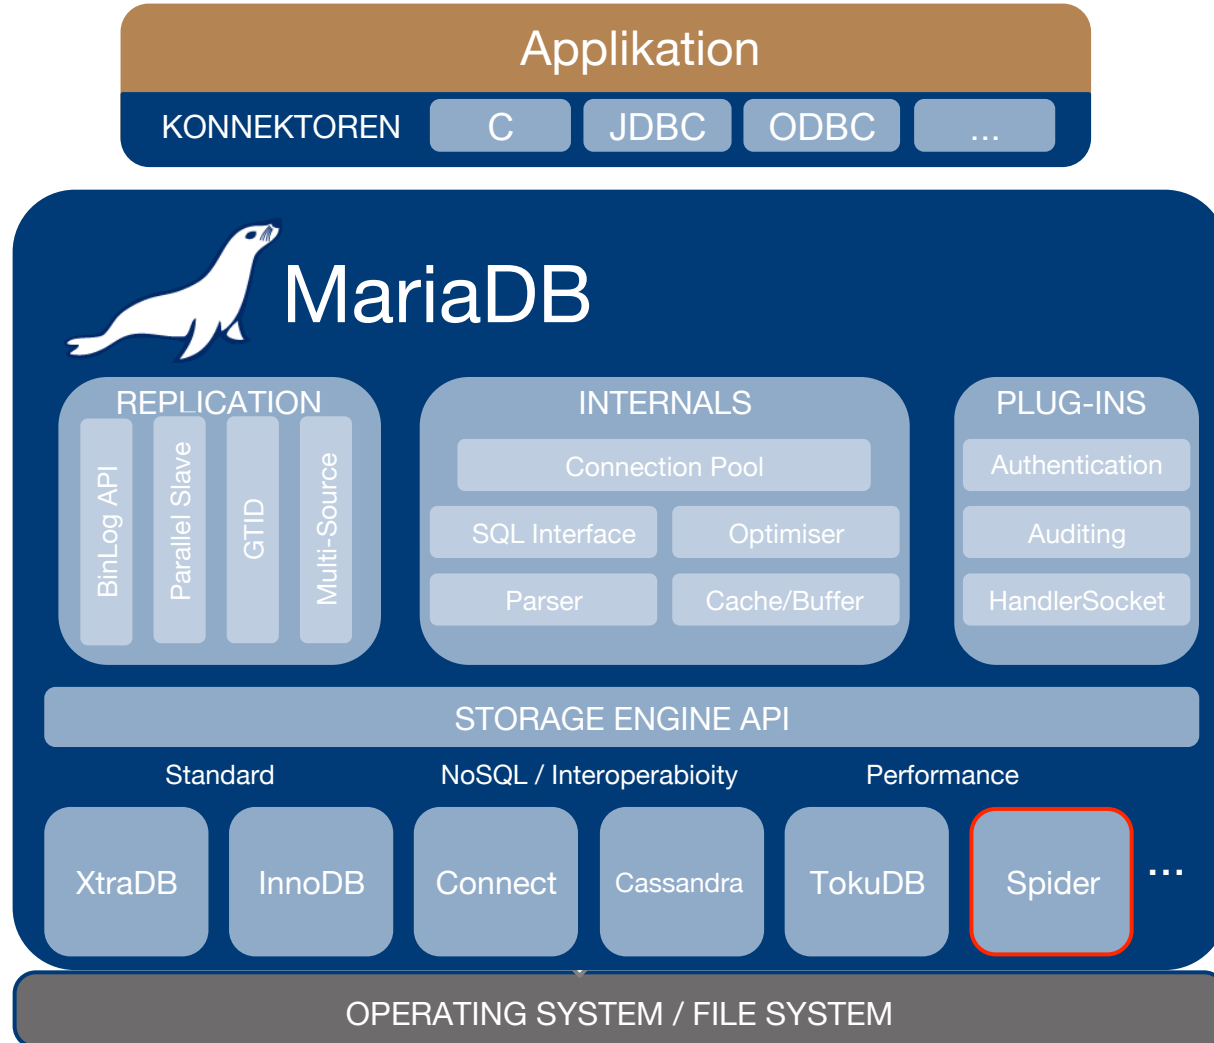 Applikation
KONNEKTOREN C JDBC ODBC ...
MariaDB
REPLICATION
BinLog API
Parallel Slave
GTID
Multi-Source
INTERNALS
Connection Pool
SQL Interface Optimiser
Parser Cache/Buffer
PLUG-INS
Authentication
Auditing
HandlerSocket
STORAGE ENGINE API
Standard NoSQL / Interoperabioity Performance
XtraDB InnoDB Connect Cassandra TokuDB Spider ...
OPERATING SYSTEM / FILE SYSTEM